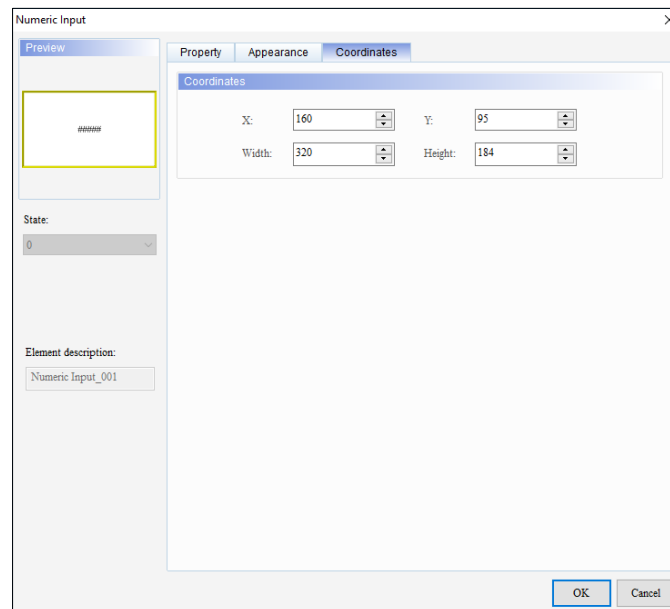 Numeric Input
Preview
#####
State:
0
Element description:
Numeric Input_001
Property Appearance Coordinates
Coordinates
X: 160 Y: 95
Width: 320 Height: 184
OK Cancel